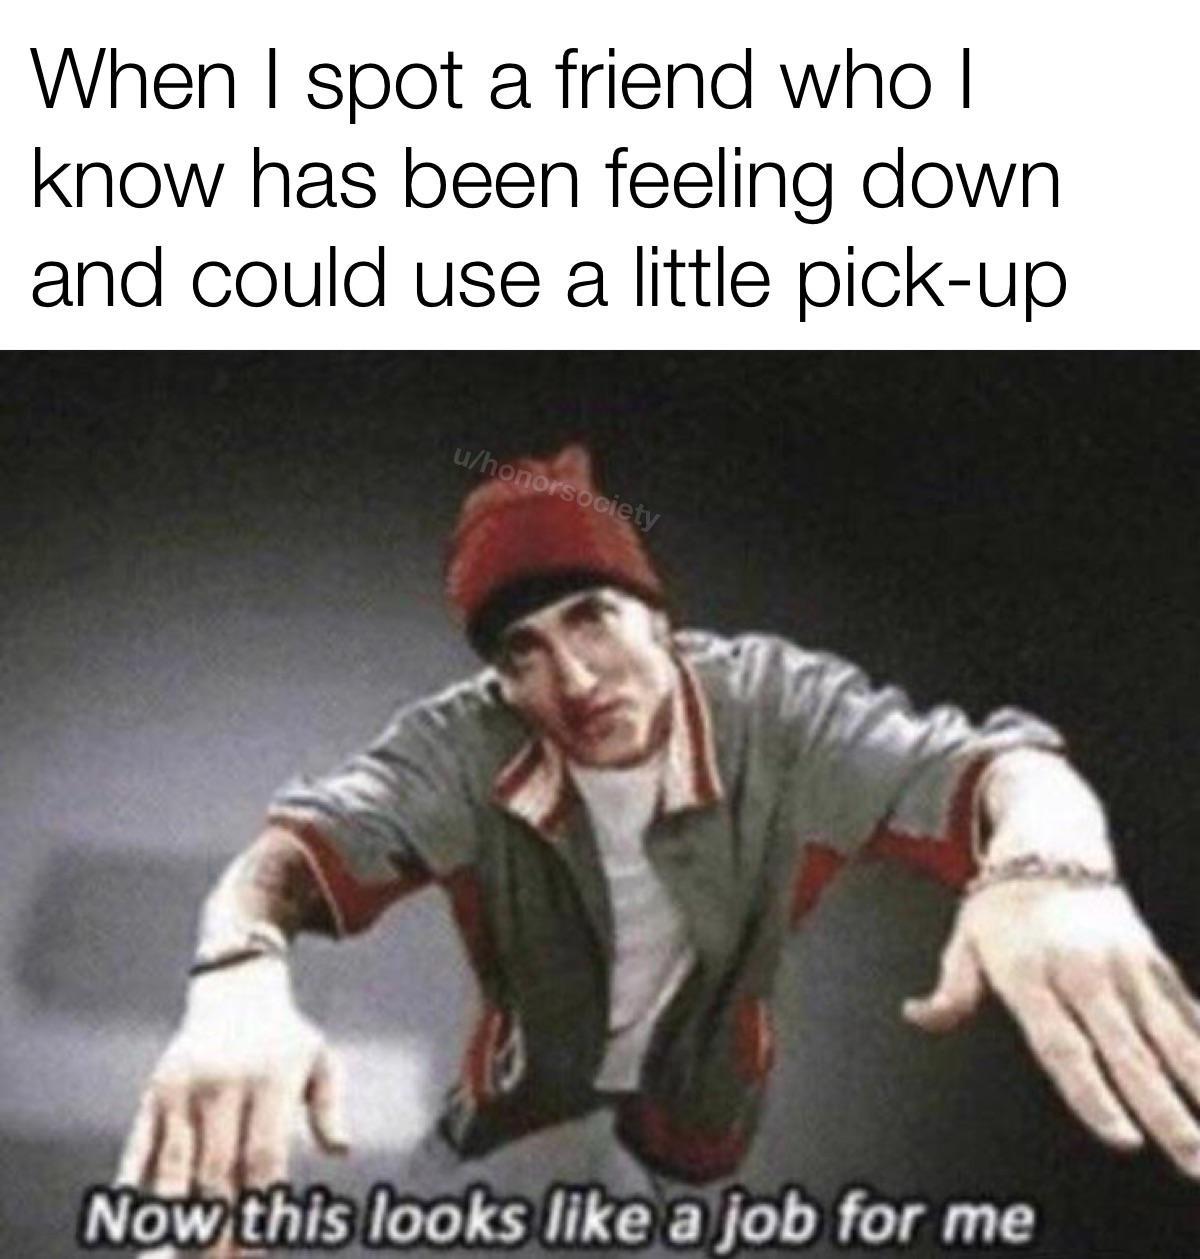 When I spot a friend who I
know has been feeling down
and could use a little pick-up
u/honorsociety
Now this looks like a job for me